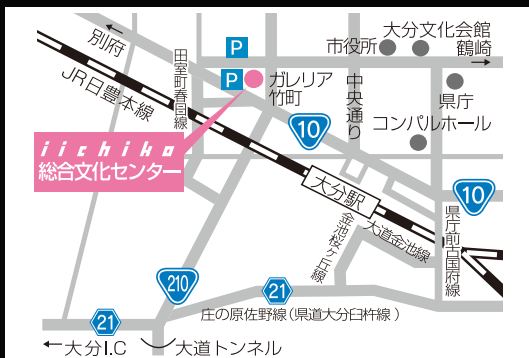 別府
大分文化会館
市役所
鶴崎
P
P
ガレリア
竹町
田室町春日線
中央通り
県庁
JR日豊本線
10
コンパルホール
iichiko
総合文化センター
大分駅
10
金池桜ヶ丘線
大道金池線
県庁前古国府線
210
21
庄の原佐野線(県道大分臼杵線)
21
大分I.C
大道トンネル